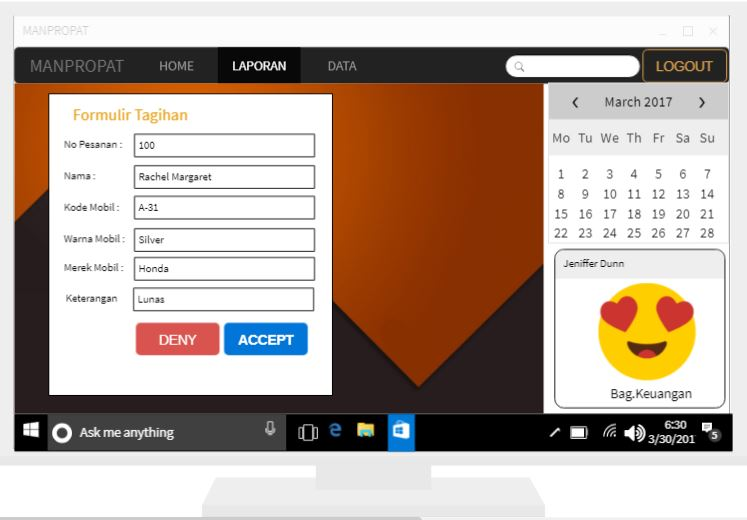 MANPROPAT
MANPROPAT HOME LAPORAN DATA LOGOUT
Formulir Tagihan
No Pesanan : 100
Nama : Rachel Margaret
Kode Mobil : A-31
Warna Mobil : Silver
Merek Mobil : Honda
Keterangan Lunas
DENY ACCEPT
March 2017
Mo Tu We Th Fr Sa Su
1 2 3 4 5 6 7
8 9 10 11 12 13 14
15 16 17 18 19 20 21
22 23 24 25 26 27 28
Jeniffer Dunn
Bag.Keuangan
Ask me anything
6:30
3/30/201
5